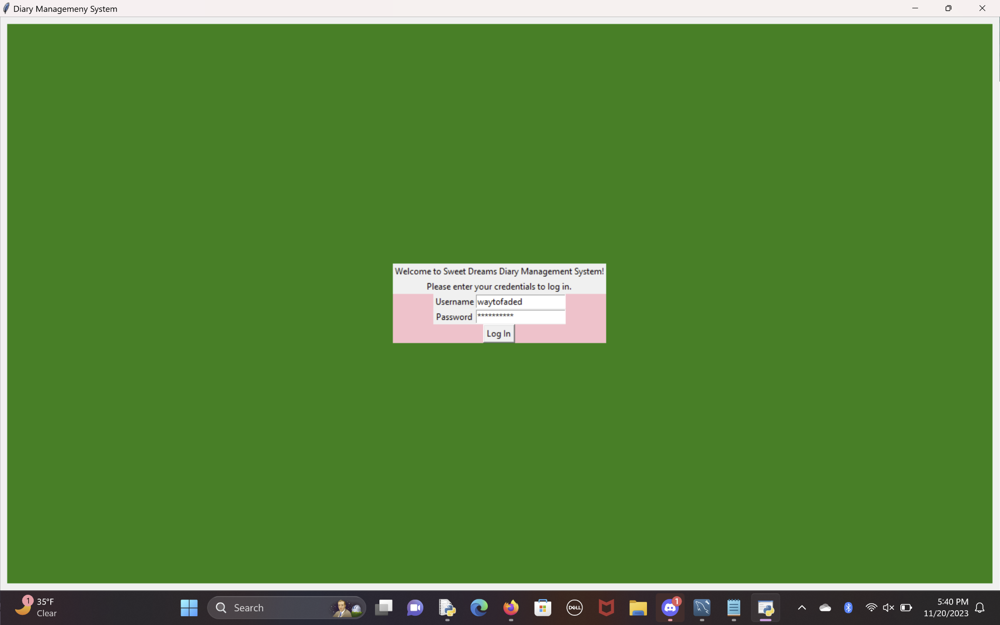 Diary Managemeny System
Welcome to Sweet Dreams Diary Management System!
Please enter your credentials to log in.
Username waytofaded
Password **********
Log In
1
35°F
Clear
Search
DELL
1
5:40 PM
11/20/2023